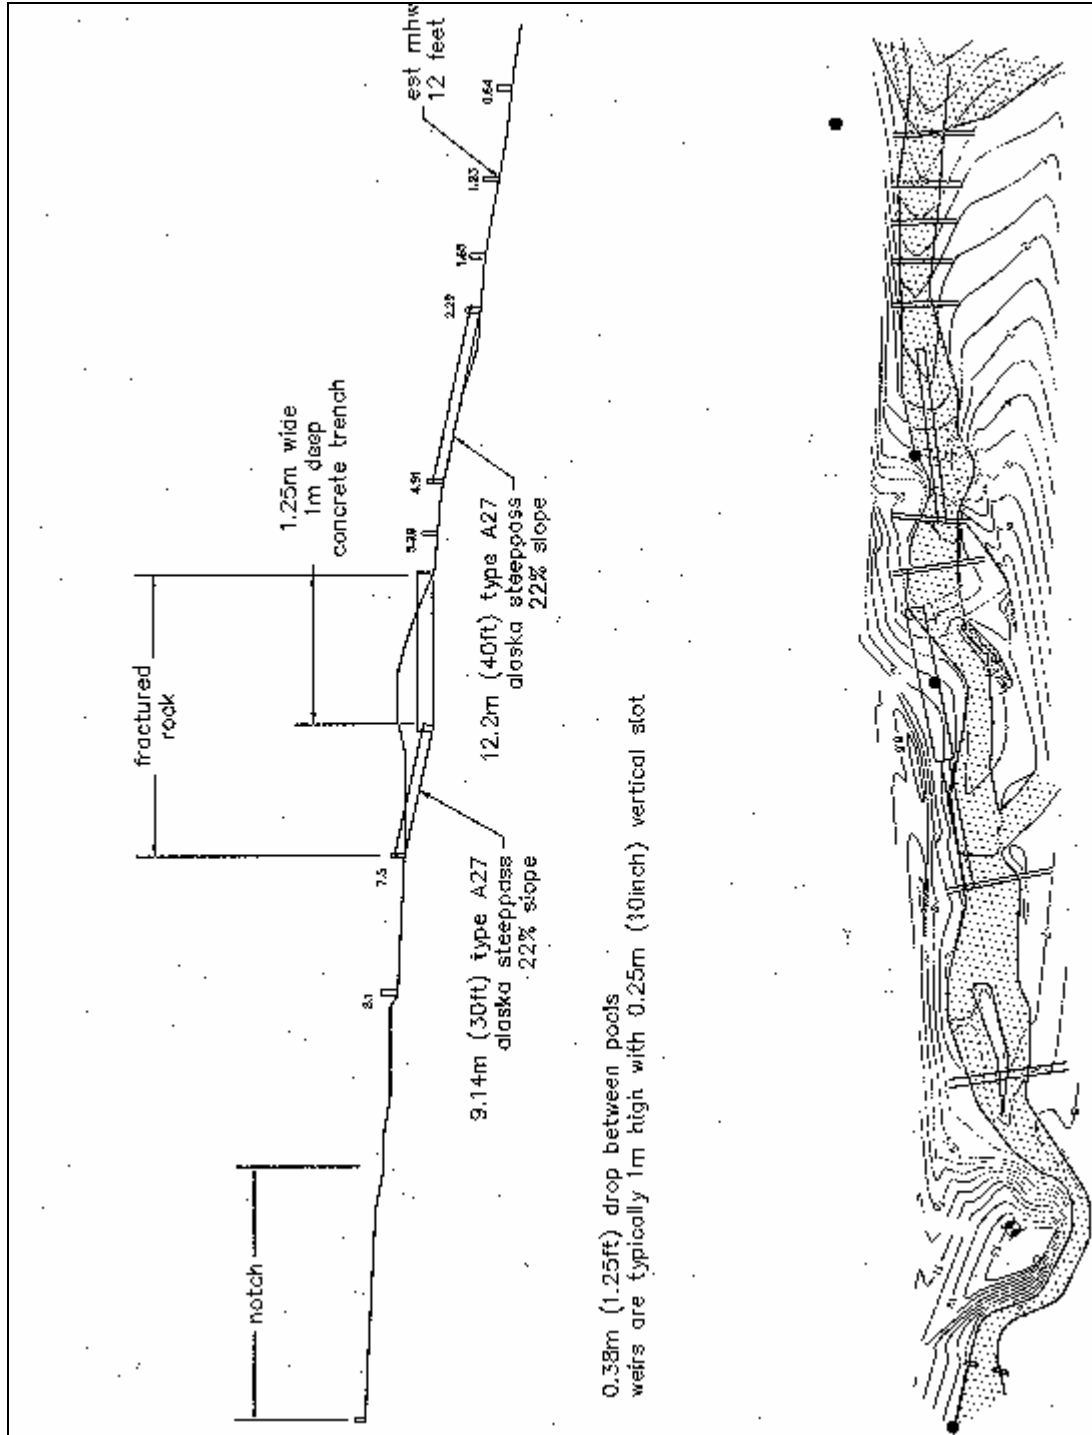 notch
fractured
rock
1.25m wide
1m deep
concrete trench
est mhw
12 feet
8.1
7.5
4.91
2.29
1.65
1.23
0.64
9.14m (30ft) type A27
alaska steeppass
22% slope
12.2m (40ft) type A27
alaska steeppass
22% slope
0.38m (1.25ft) drop between pools
weirs are typically 1m high with 0.25m (10inch) vertical slot